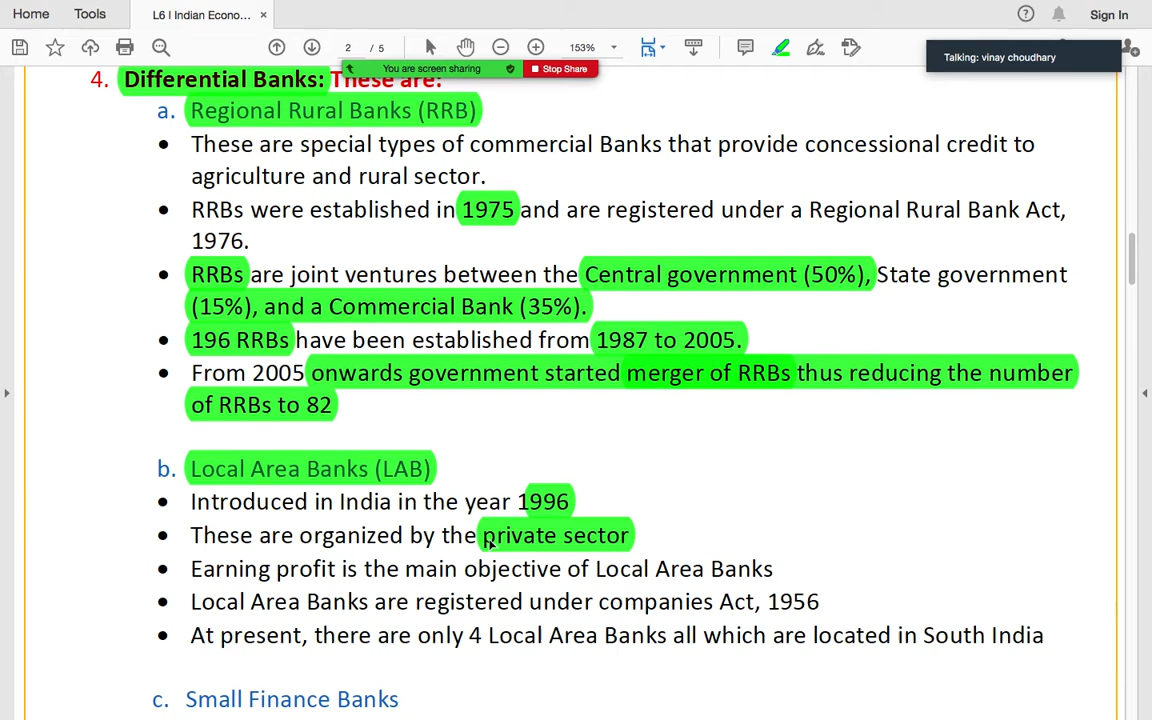 Home Tools L6 I Indian Econo... × Sign In
2 / 5 153% Talking: vinay choudhary
You are screen sharing Stop Share
4. Differential Banks: These are:
a. Regional Rural Banks (RRB)
• These are special types of commercial Banks that provide concessional credit to
agriculture and rural sector.
• RRBs were established in 1975 and are registered under a Regional Rural Bank Act,
1976.
• RRBs are joint ventures between the Central government (50%), State government
(15%), and a Commercial Bank (35%).
• 196 RRBs have been established from 1987 to 2005.
• From 2005 onwards government started merger of RRBs thus reducing the number
of RRBs to 82
b. Local Area Banks (LAB)
• Introduced in India in the year 1996
• These are organized by the private sector
• Earning profit is the main objective of Local Area Banks
• Local Area Banks are registered under companies Act, 1956
• At present, there are only 4 Local Area Banks all which are located in South India
c. Small Finance Banks